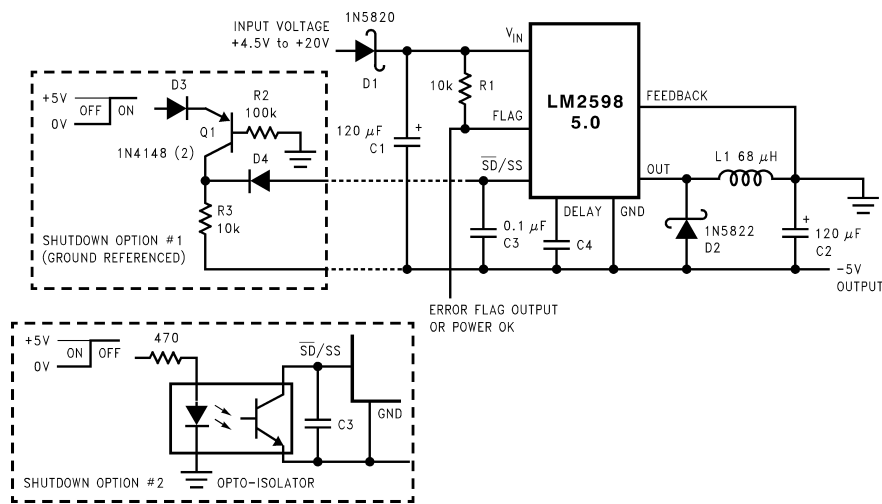 1N5820
INPUT VOLTAGE
+4.5V to +20V
D1
VIN
10k R1
FLAG
LM2598
5.0
FEEDBACK
D3
+5V
OFF ON
0V
R2
100k
Q1
1N4148 (2)
D4
120 μF
+
C1
SD/SS
OUT
L1 68 μH
R3
10k
0.1 μF
C3
DELAY
C4
GND
1N5822
D2
+
120 μF
C2
SHUTDOWN OPTION #1
(GROUND REFERENCED)
-5V
OUTPUT
ERROR FLAG OUTPUT
OR POWER OK
+5V
ON OFF
0V
470
SD/SS
C3
GND
SHUTDOWN OPTION #2
OPTO-ISOLATOR